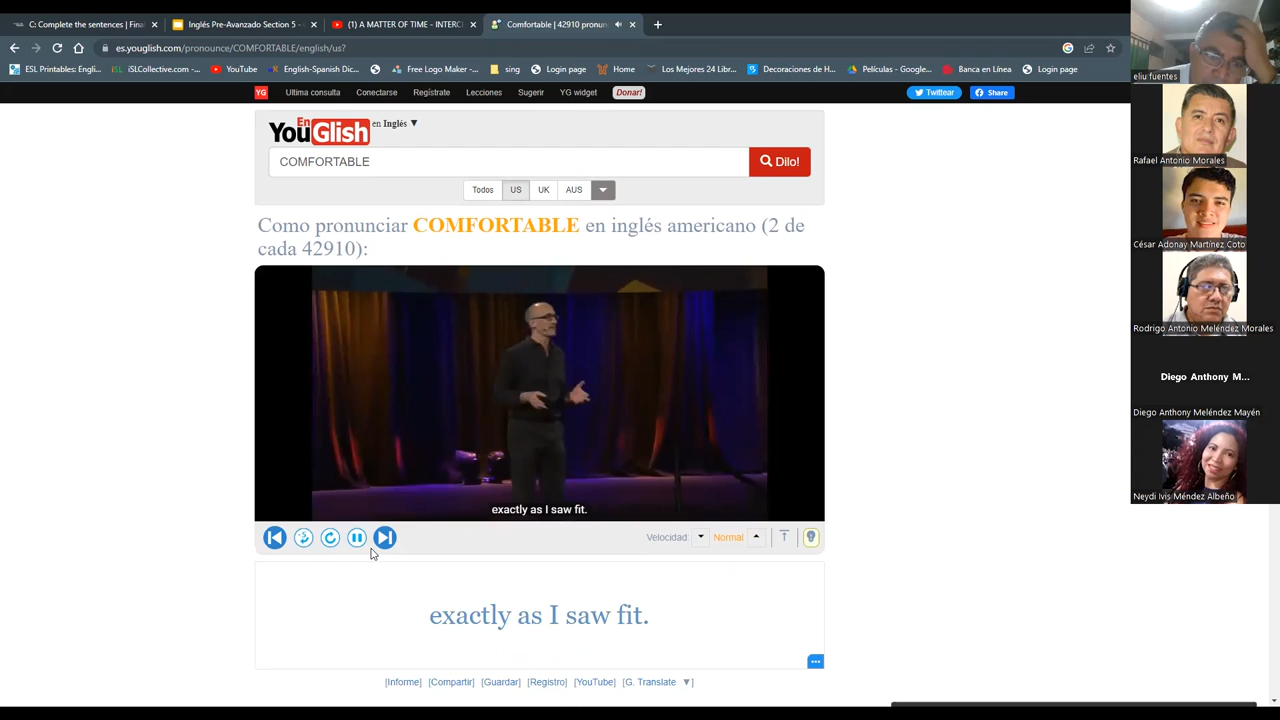 C: Complete the sentences | Fina
Inglés Pre-Avanzado Section 5 -
(1) A MATTER OF TIME - INTERC
Comfortable | 42910 pronun
es.youglish.com/pronounce/COMFORTABLE/english/us?
ESL Printables: Engli...
iSLCollective.com -...
YouTube
English-Spanish Dic...
Free Logo Maker -...
sing
Login page
Home
Los Mejores 24 Libr...
Decoraciones de H...
Películas - Google...
Banca en Línea
Login page
YG
Ultima consulta
Conectarse
Regístrate
Lecciones
Sugerir
YG widget
Donar!
Twittear
Share
En
YouGlish
en Inglés ▼
COMFORTABLE
Dilo!
Todos
US
UK
AUS
Como pronunciar COMFORTABLE en inglés americano (2 de
cada 42910):
exactly as I saw fit.
Velocidad:
Normal
exactly as I saw fit.
[Informe] [Compartir] [Guardar] [Registro] [YouTube] [G. Translate ▼]
eliu fuentes
Rafael Antonio Morales
César Adonay Martínez Coto
Rodrigo Antonio Meléndez Morales
Diego Anthony M...
Diego Anthony Meléndez Mayén
Neydi Ivis Méndez Albeño